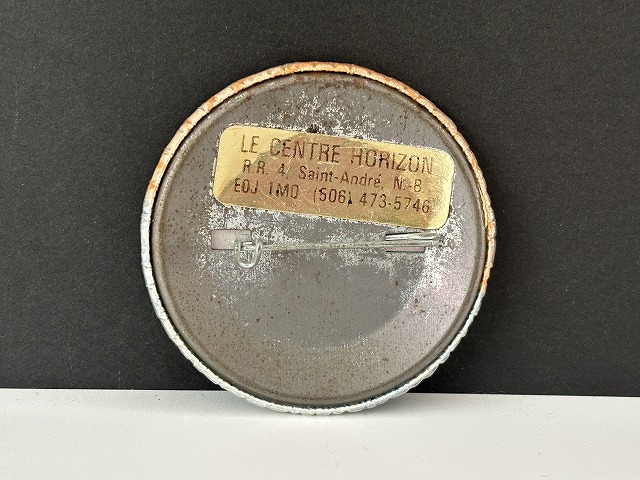 LE CENTRE HORIZON
R.R. 4, Saint-André, N.-B
E0J 1M0 (506) 473-5746